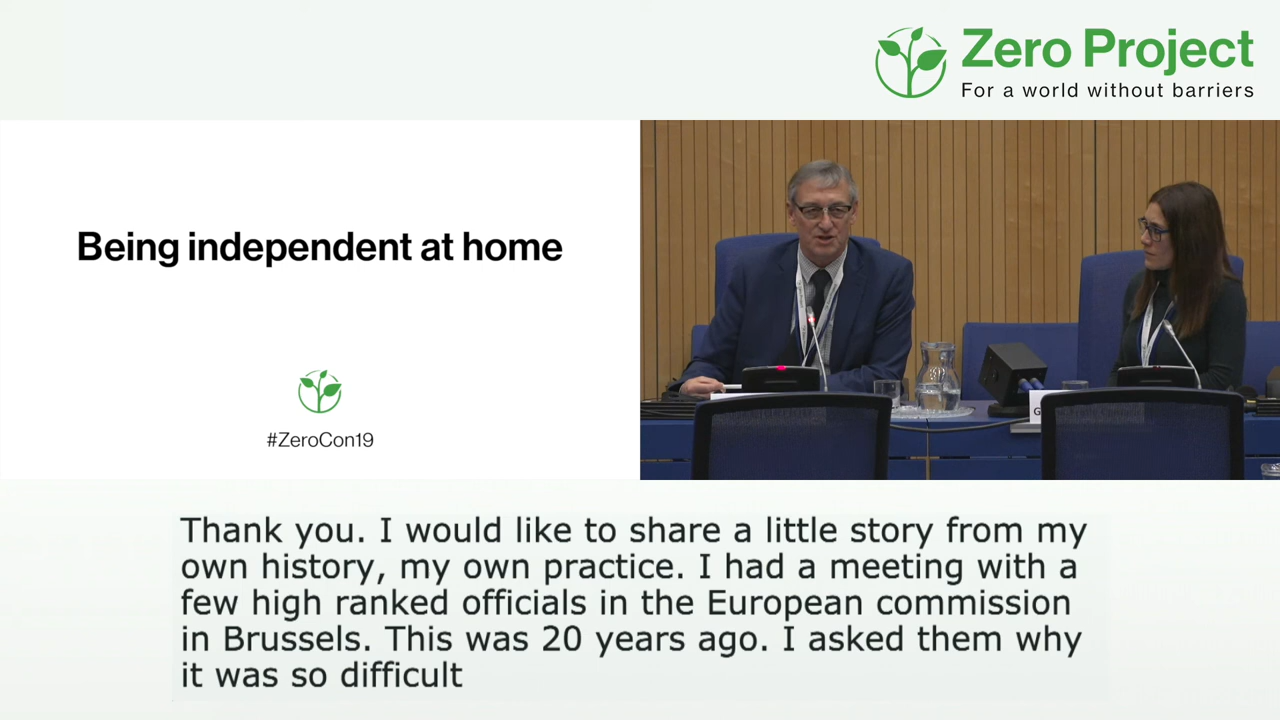 Zero Project
For a world without barriers
Being independent at home
#ZeroCon19
Thank you. I would like to share a little story from my
own history, my own practice. I had a meeting with a
few high ranked officials in the European commission
in Brussels. This was 20 years ago. I asked them why
it was so difficult